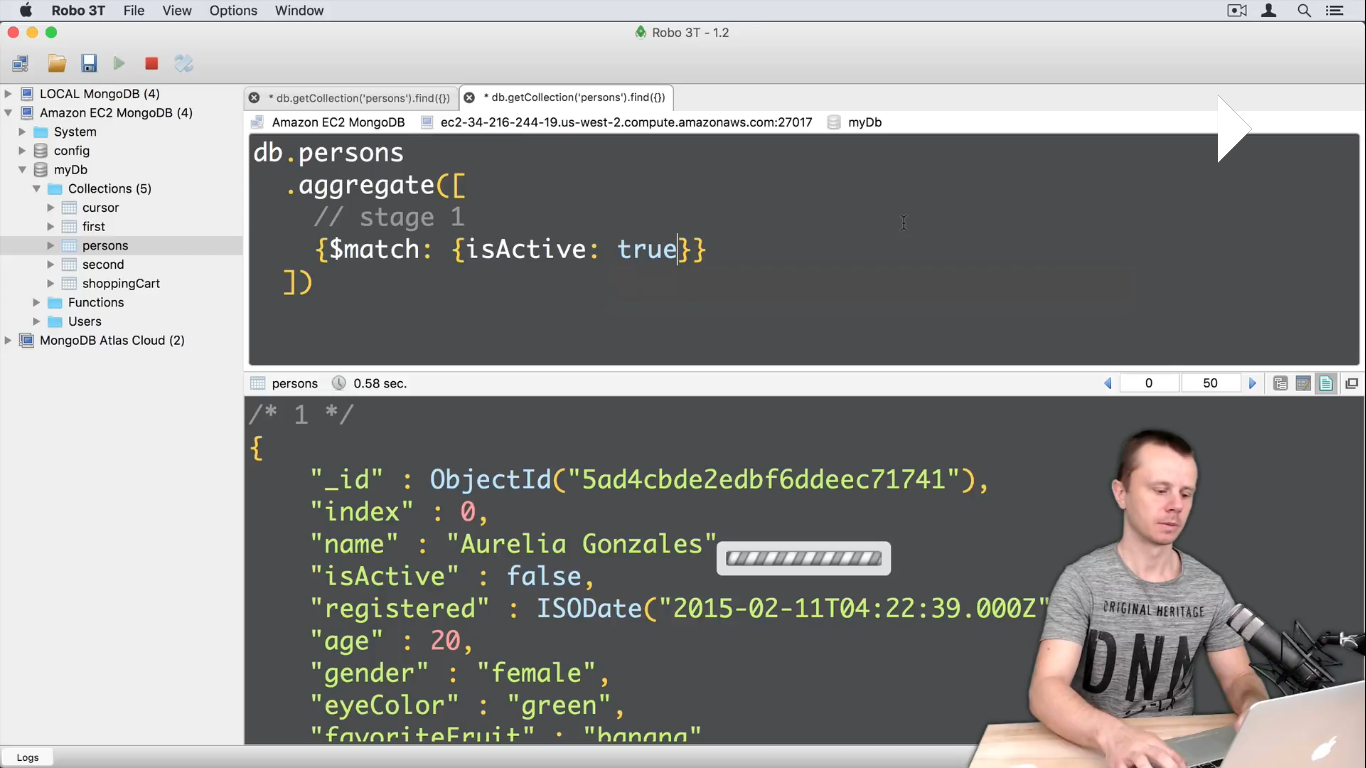 Robo 3T File View Options Window
Robo 3T - 1.2
LOCAL MongoDB (4)
Amazon EC2 MongoDB (4)
System
config
myDb
Collections (5)
cursor
first
persons
second
shoppingCart
Functions
Users
MongoDB Atlas Cloud (2)
* db.getCollection('persons').find({}) * db.getCollection('persons').find({})
Amazon EC2 MongoDB ec2-34-216-244-19.us-west-2.compute.amazonaws.com:27017 myDb
db.persons
.aggregate([
// stage 1
{$match: {isActive: true}}
])
persons 0.58 sec. 0 50
/* 1 */
{
"_id" : ObjectId("5ad4cbde2edbf6ddeec71741"),
"index" : 0,
"name" : "Aurelia Gonzales"
"isActive" : false,
"registered" : ISODate("2015-02-11T04:22:39.000Z"
"age" : 20,
"gender" : "female",
"eyeColor" : "green",
"favoriteFruit" : "banana"
ORIGINAL HERITAGE
DNA
Logs